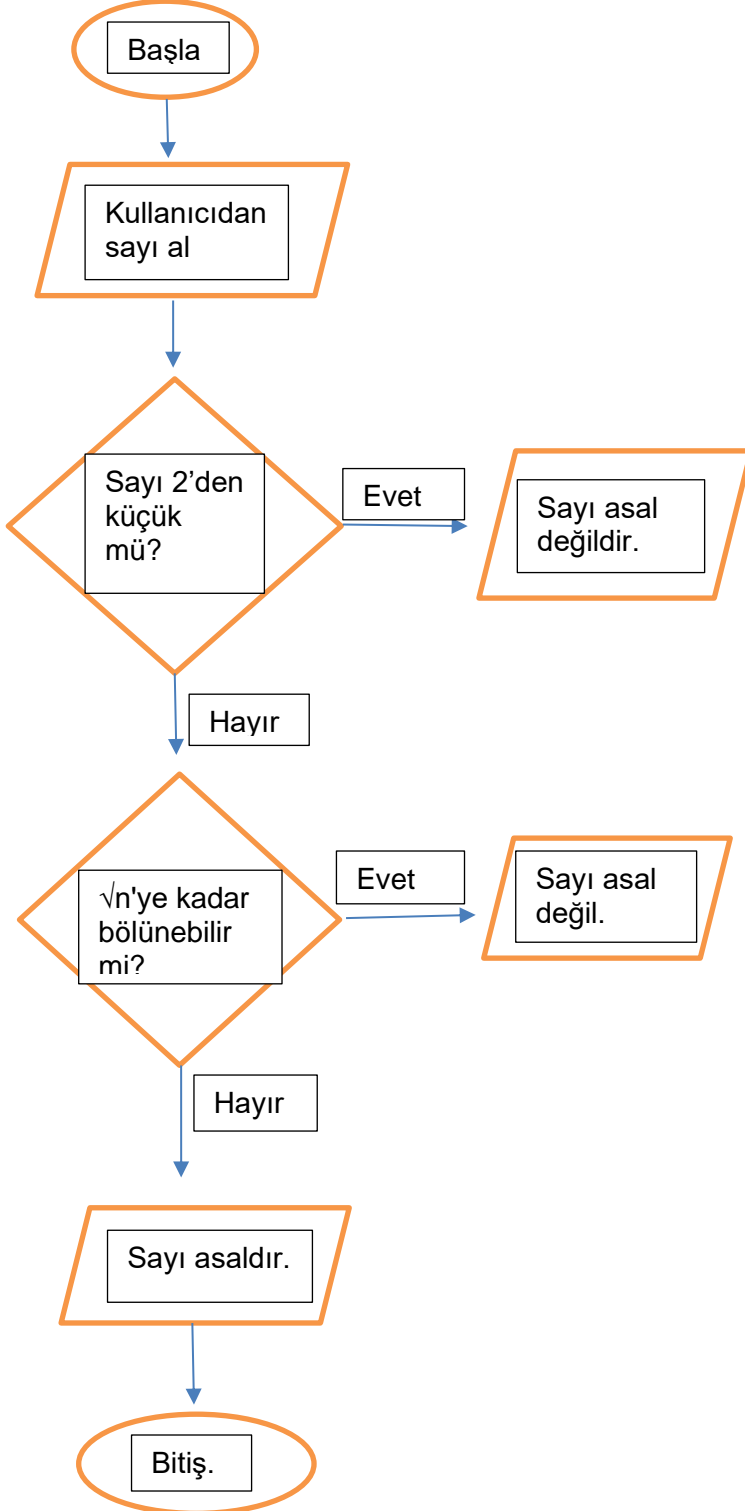 Başla
Kullanıcıdan
sayı al
Sayı 2’den
küçük
mü?
Evet
Sayı asal
değildir.
Hayır
√n'ye kadar
bölünebilir
mi?
Evet
Sayı asal
değil.
Hayır
Sayı asaldır.
Bitiş.